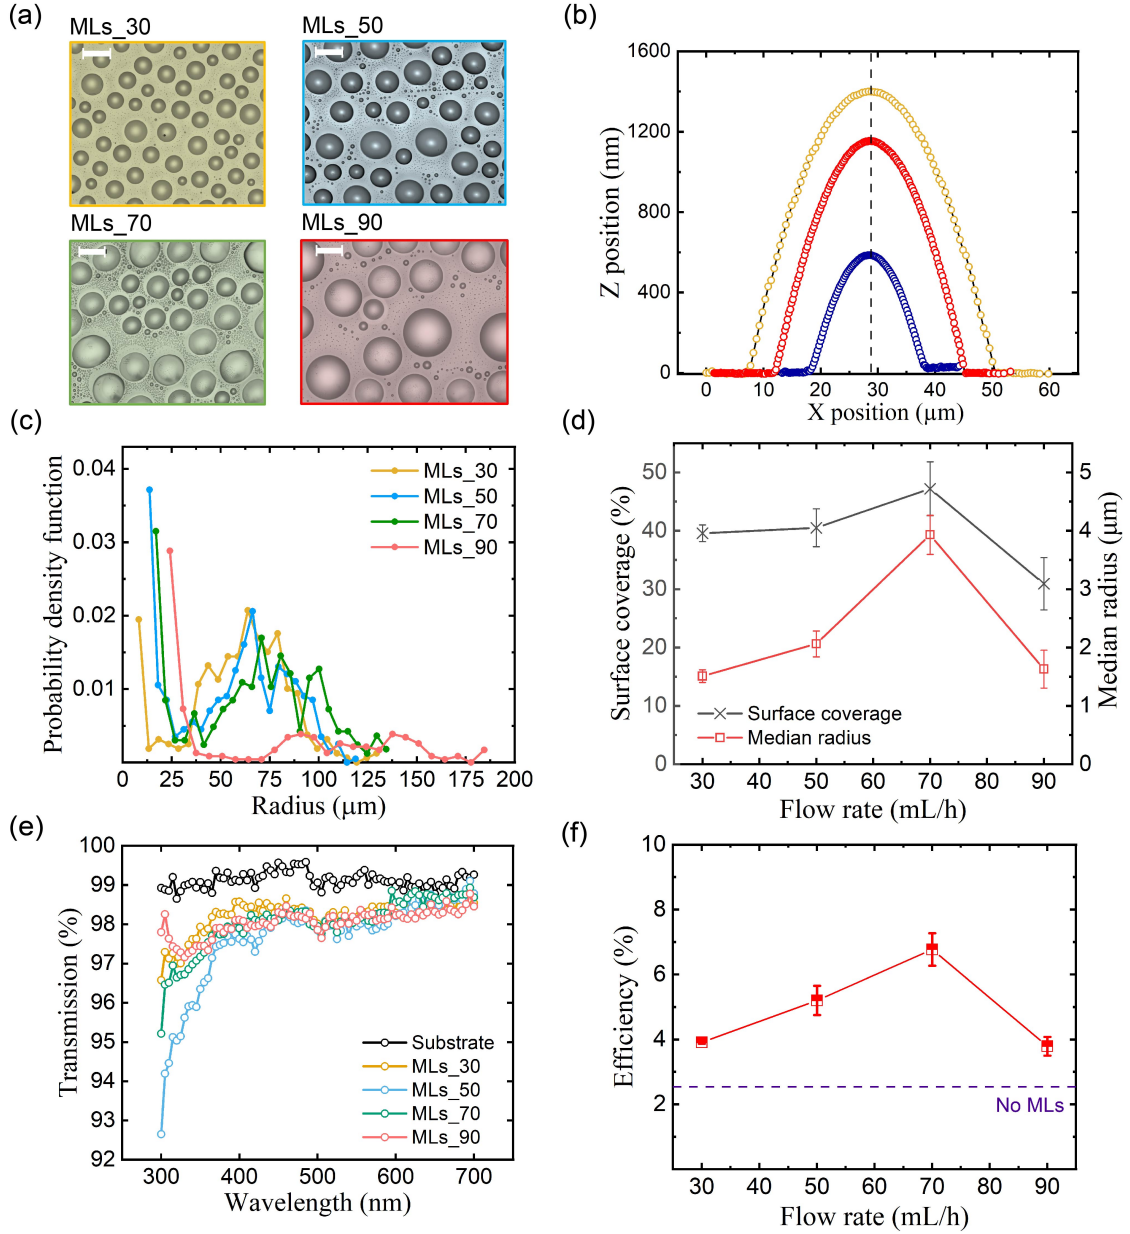 (a)
MLs_30
MLs_50
MLs_70
MLs_90
(b)
1600
1200
800
400
0
Z position (nm)
0 10 20 30 40 50 60
X position (µm)
(c)
0.04
0.03
0.02
0.01
Probability density function
MLs_30
MLs_50
MLs_70
MLs_90
0 25 50 75 100 125 150 175 200
Radius (µm)
(d)
50
40
30
20
10
0
Surface coverage (%)
5
4
3
2
1
0
Median radius (µm)
Surface coverage
Median radius
30 40 50 60 70 80 90
Flow rate (mL/h)
(e)
100
99
98
97
96
95
94
93
92
Transmission (%)
Substrate
MLs_30
MLs_50
MLs_70
MLs_90
300 400 500 600 700
Wavelength (nm)
(f)
10
8
6
4
2
Efficiency (%)
No MLs
30 40 50 60 70 80 90
Flow rate (mL/h)